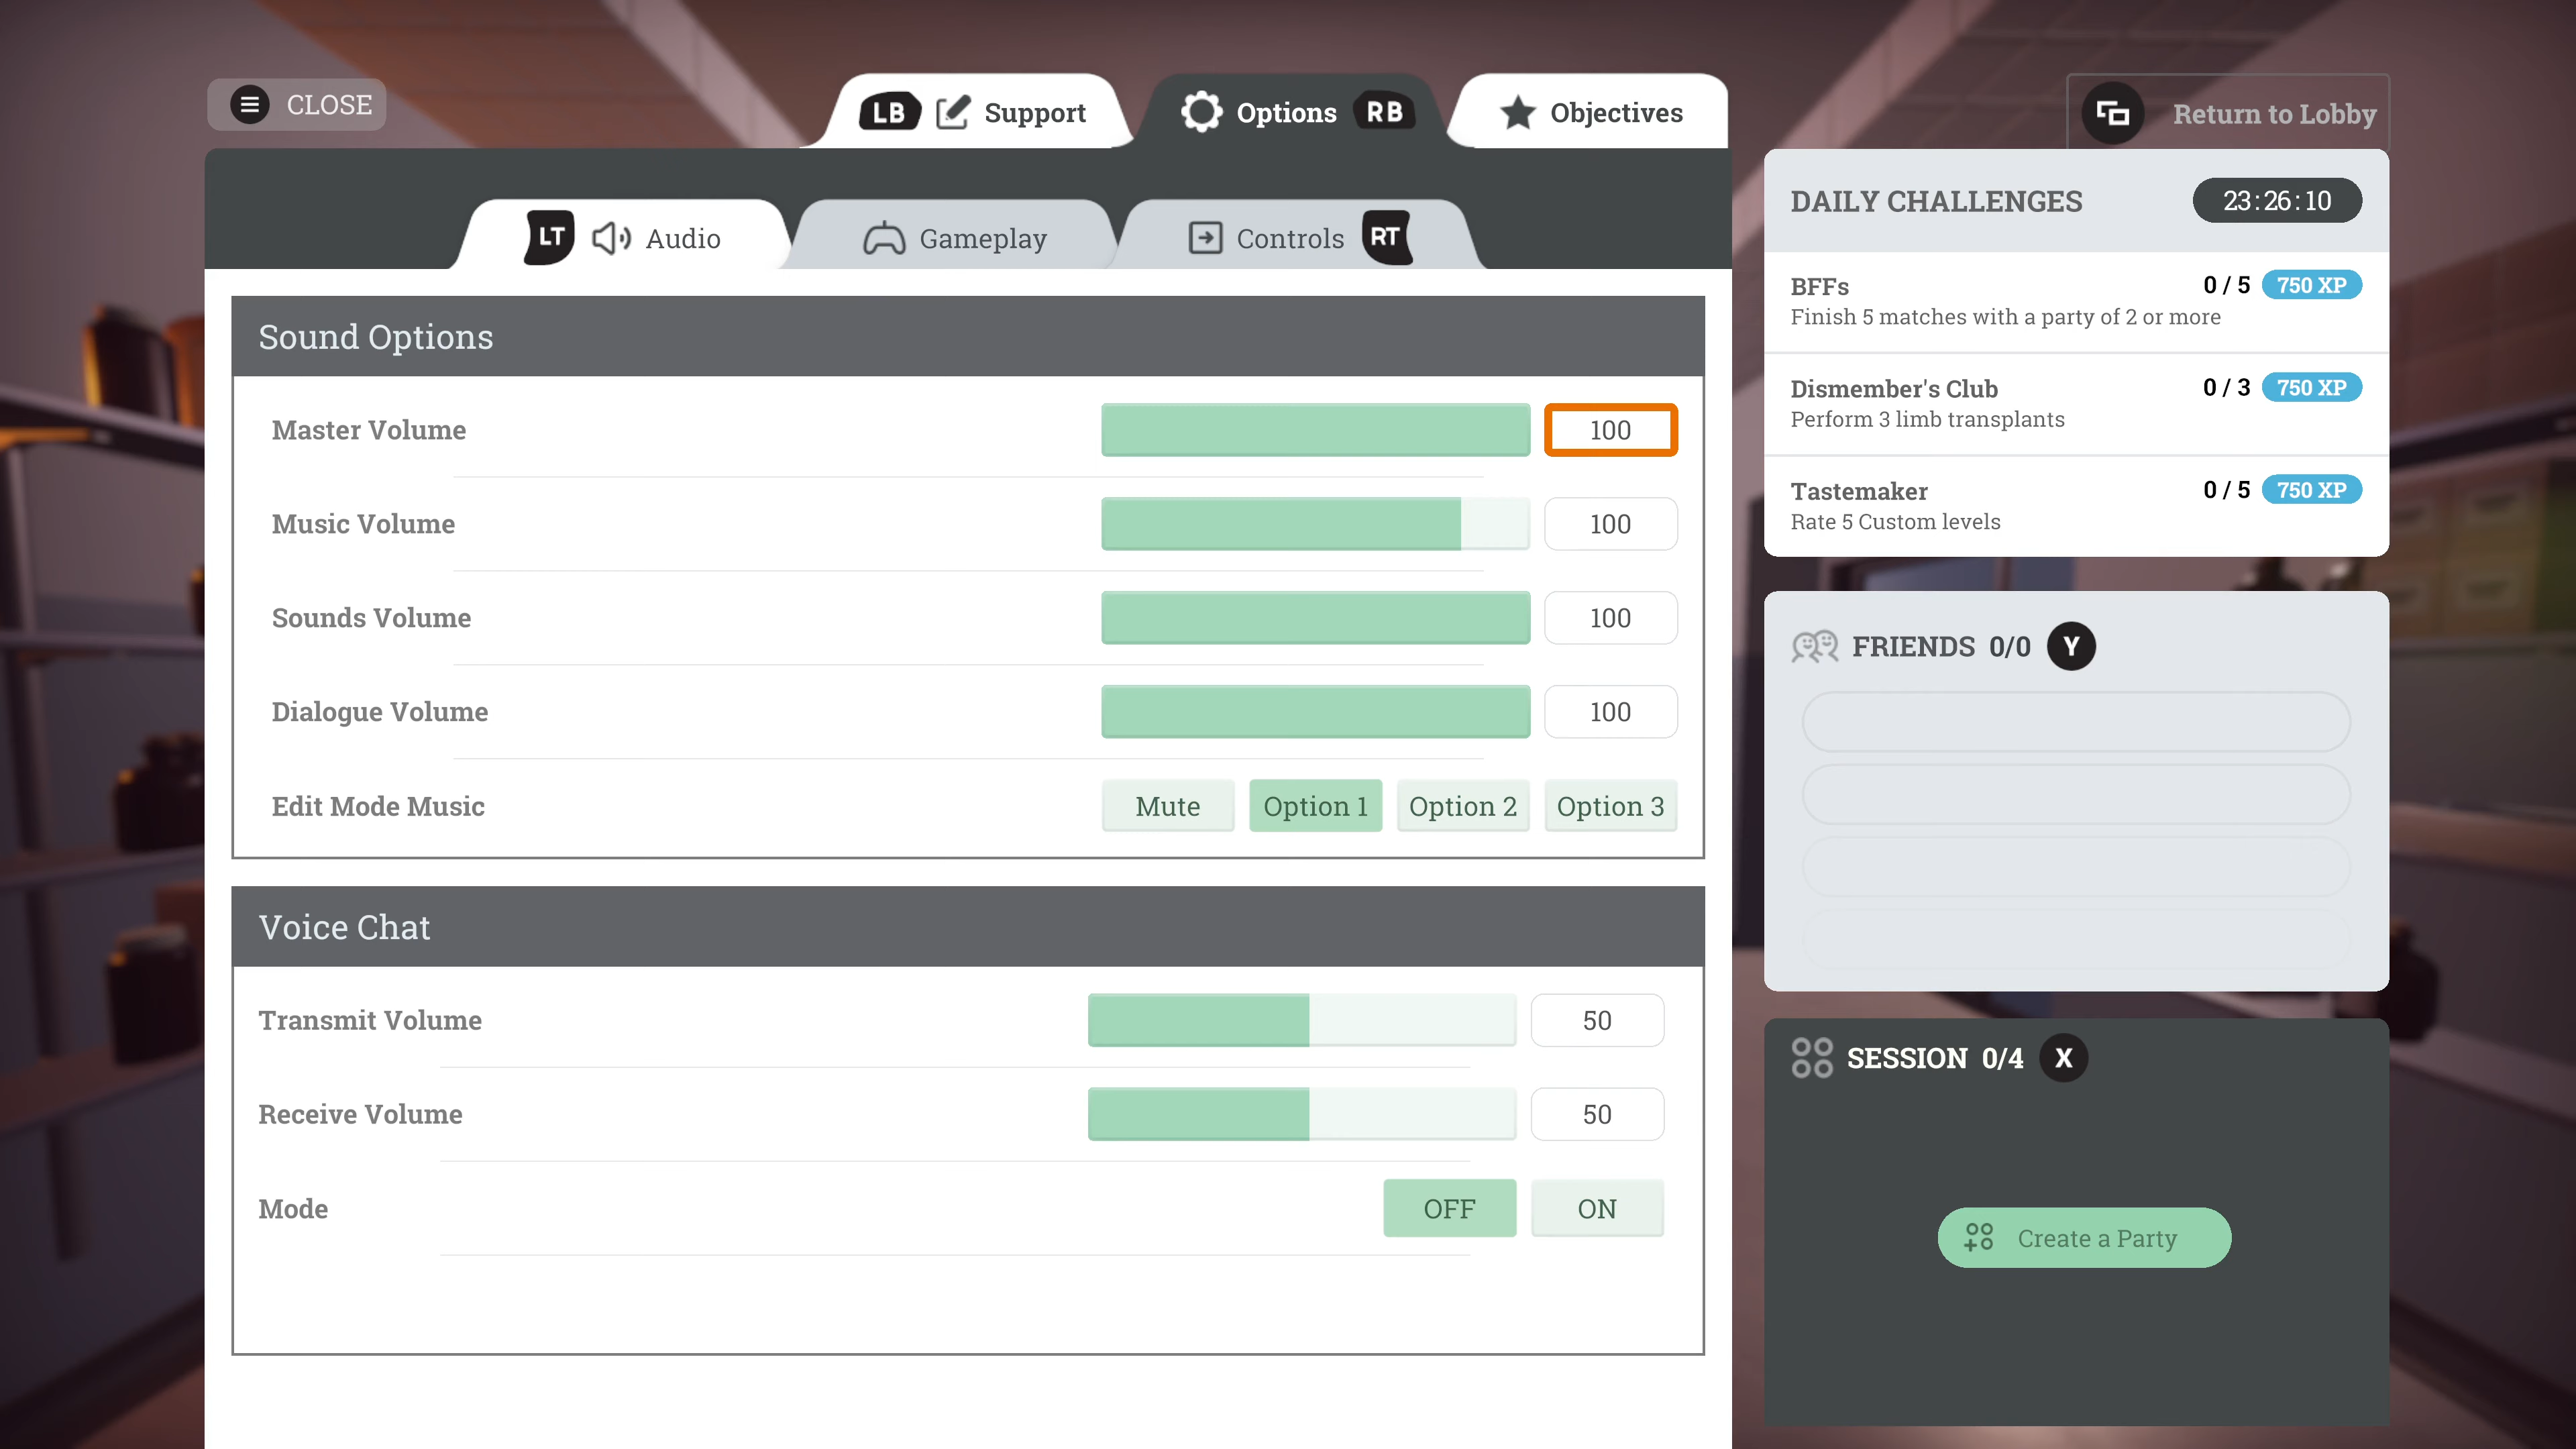 CLOSE
LB Support
Options RB
Objectives
Return to Lobby
LT Audio
Gameplay
Controls RT
Sound Options
Master Volume 100
Music Volume 100
Sounds Volume 100
Dialogue Volume 100
Edit Mode Music Mute Option 1 Option 2 Option 3
Voice Chat
Transmit Volume 50
Receive Volume 50
Mode OFF ON
DAILY CHALLENGES 23:26:10
BFFs 0 / 5 750 XP
Finish 5 matches with a party of 2 or more
Dismember's Club 0 / 3 750 XP
Perform 3 limb transplants
Tastemaker 0 / 5 750 XP
Rate 5 Custom levels
FRIENDS 0/0 Y
SESSION 0/4 X
Create a Party